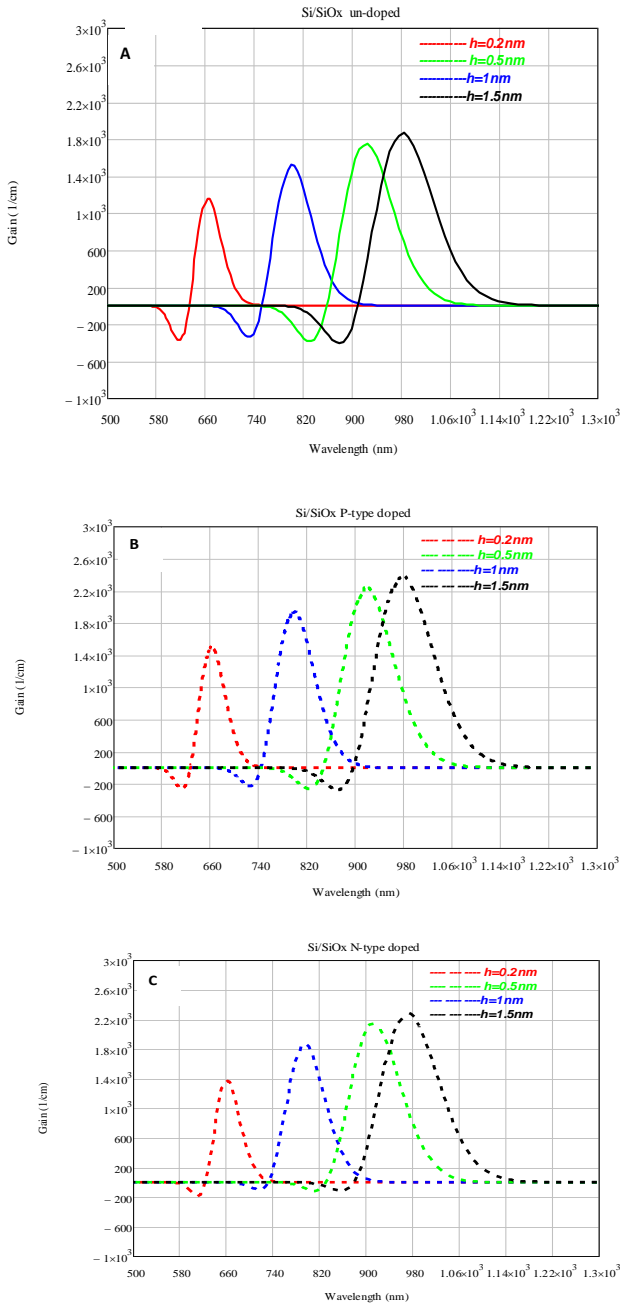 Si/SiOx un-doped
A
h=0.2nm
h=0.5nm
h=1nm
h=1.5nm
3×10³
2.6×10³
2.2×10³
1.8×10³
1.4×10³
1×10³
600
200
− 200
− 600
− 1×10³
Gain (1/cm)
500 580 660 740 820 900 980 1.06×10³ 1.14×10³ 1.22×10³ 1.3×10³
Wavelength (nm)
Si/SiOx P-type doped
B
h=0.2nm
h=0.5nm
h=1nm
h=1.5nm
3×10³
2.6×10³
2.2×10³
1.8×10³
1.4×10³
1×10³
600
200
− 200
− 600
− 1×10³
Gain (1/cm)
500 580 660 740 820 900 980 1.06×10³ 1.14×10³ 1.22×10³ 1.3×10³
Wavelength (nm)
Si/SiOx N-type doped
C
h=0.2nm
h=0.5nm
h=1nm
h=1.5nm
3×10³
2.6×10³
2.2×10³
1.8×10³
1.4×10³
1×10³
600
200
− 200
− 600
− 1×10³
Gain (1/cm)
500 580 660 740 820 900 980 1.06×10³ 1.14×10³ 1.22×10³ 1.3×10³
Wavelength (nm)